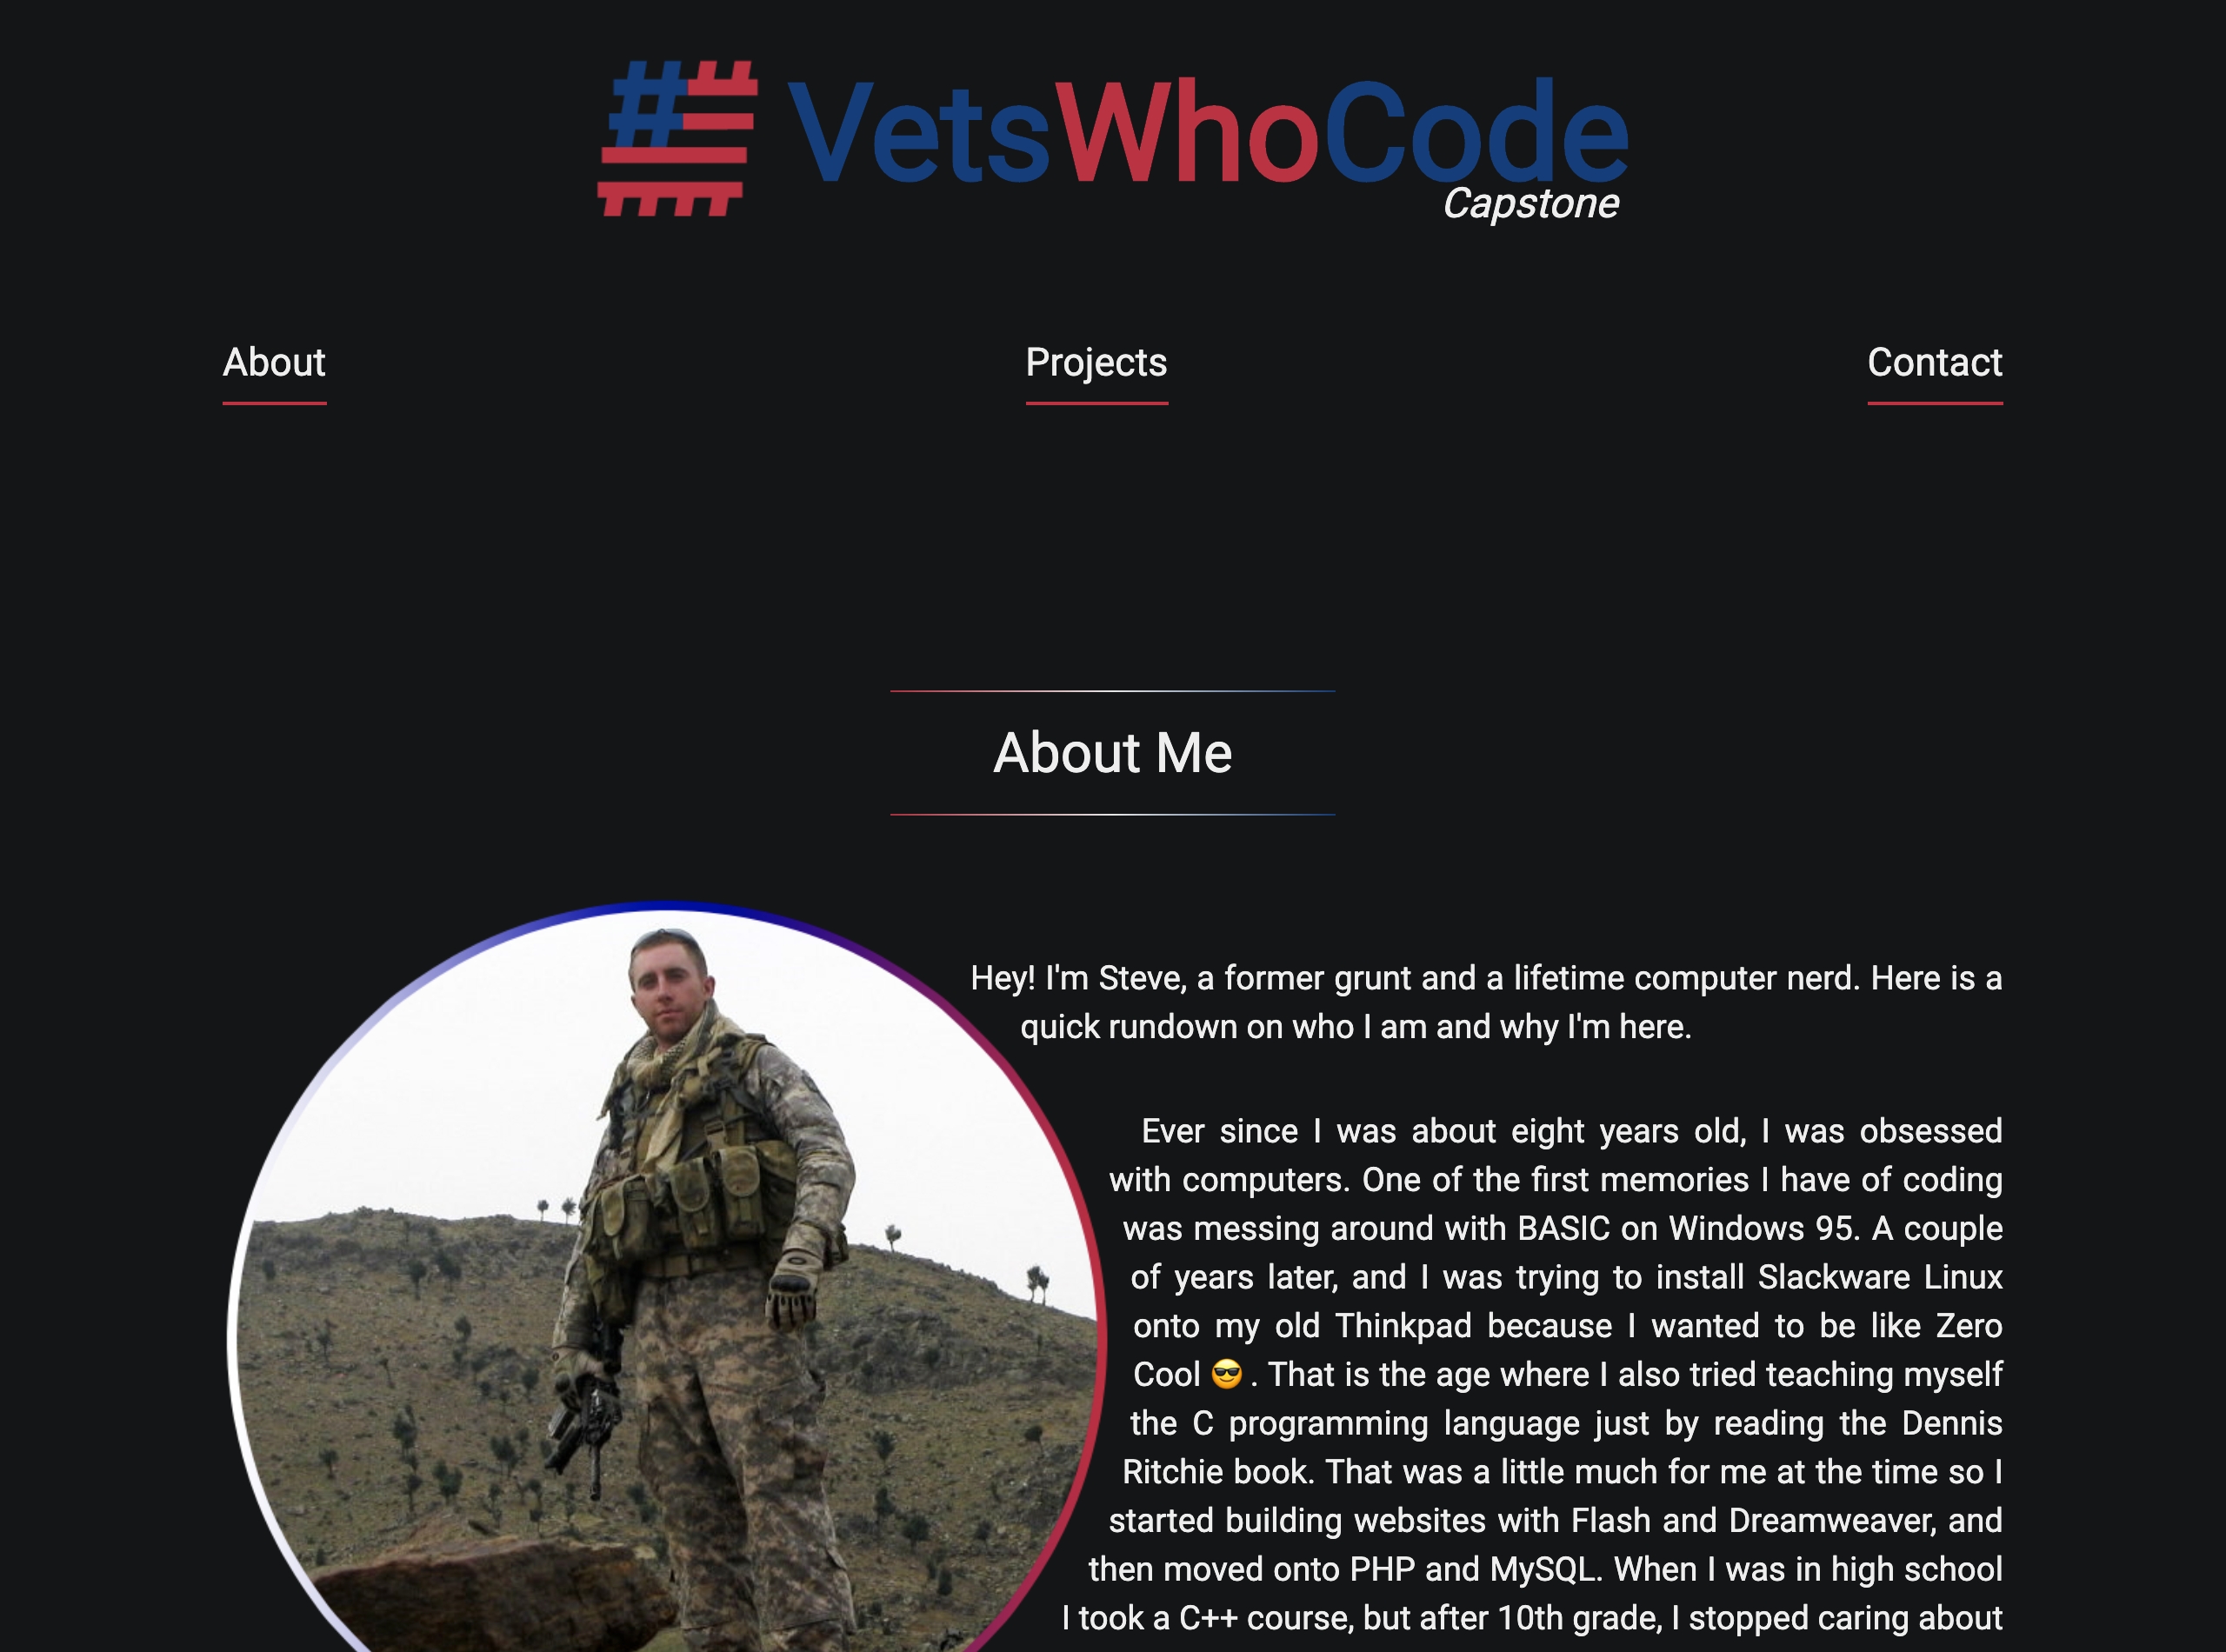 VetsWhoCode
Capstone
About
Projects
Contact
About Me
Hey! I'm Steve, a former grunt and a lifetime computer nerd. Here is a
quick rundown on who I am and why I'm here.
Ever since I was about eight years old, I was obsessed
with computers. One of the first memories I have of coding
was messing around with BASIC on Windows 95. A couple
of years later, and I was trying to install Slackware Linux
onto my old Thinkpad because I wanted to be like Zero
Cool 😎 . That is the age where I also tried teaching myself
the C programming language just by reading the Dennis
Ritchie book. That was a little much for me at the time so I
started building websites with Flash and Dreamweaver, and
then moved onto PHP and MySQL. When I was in high school
I took a C++ course, but after 10th grade, I stopped caring about